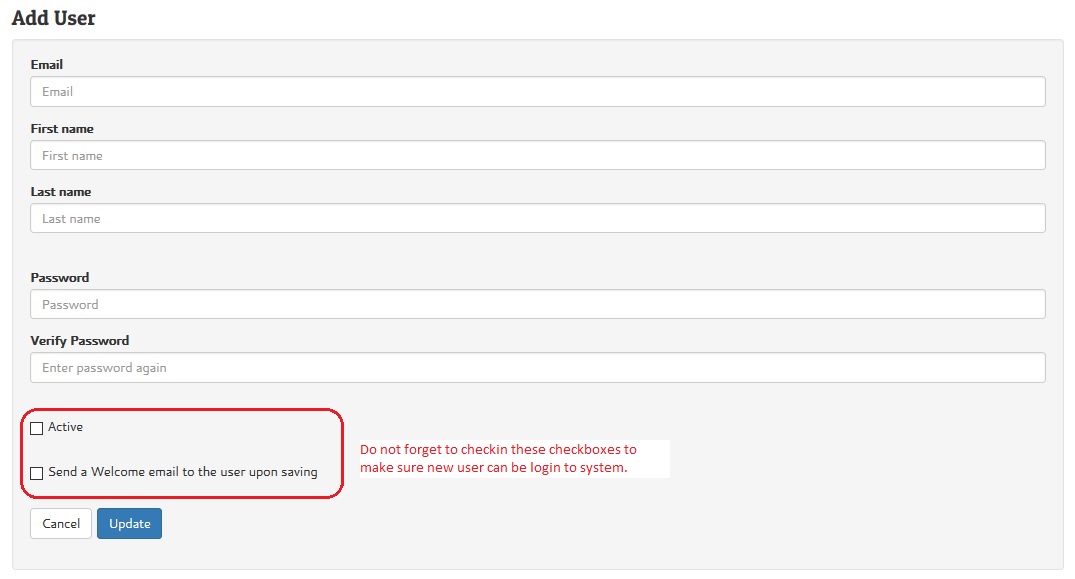 Add User
Email
Email
First name
First name
Last name
Last name
Password
Password
Verify Password
Enter password again
Active
Send a Welcome email to the user upon saving
Do not forget to checkin these checkboxes to
make sure new user can be login to system.
Cancel Update